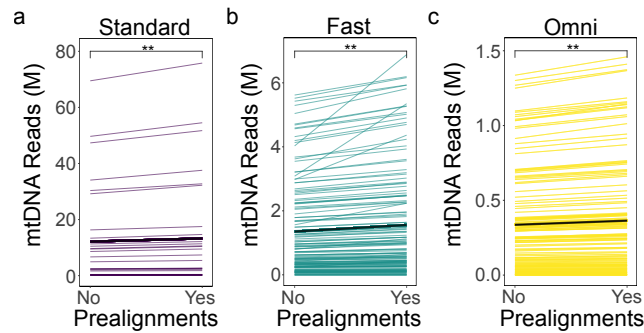 a
Standard
**
mtDNA Reads (M)
80
60
40
20
0
No
Yes
Prealignments
b
Fast
**
mtDNA Reads (M)
6
4
2
0
No
Yes
Prealignments
c
Omni
**
mtDNA Reads (M)
1.5
1.0
0.5
0.0
No
Yes
Prealignments